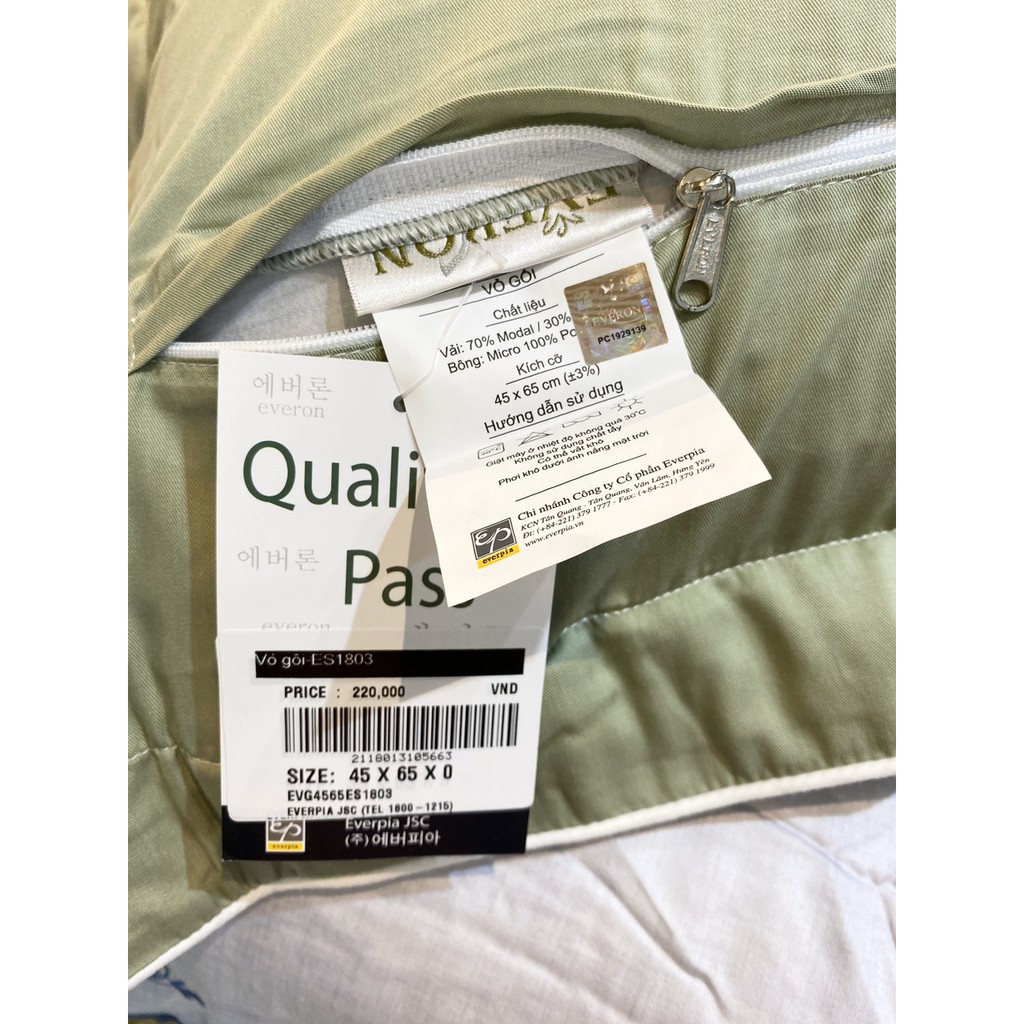 EVERON
EVERON
VỎ GỐI
Chất liệu
Vải: 70% Modal / 30%
Bông: Micro 100%
Kích cỡ
45 x 65 cm (±3%)
Hướng dẫn sử dụng
30°C
Giặt máy ở nhiệt độ không quá 30°C
Không sử dụng chất tẩy
Có thể vắt khô
Phơi khô dưới ánh nắng mặt trời
Chi nhánh Công ty Cổ phần Everpia
KCN Tân Quang - Tân Quang, Văn Lâm, Hưng Yên
Đt: (+84-221) 379 1777 - Fax: (+84-221) 379 1999
www.everpia.vn
everpia
EVERON
PC1929139
에버론
everon
Quali
에버론
Pass
everon
Vỏ gối-ES1803
PRICE : 220,000 VND
2118013105663
SIZE: 45 X 65 X 0
EVG4565ES1803
EVERPIA JSC (TEL 1800-1215)
Everpia JSC
(주)에버피아
everpia